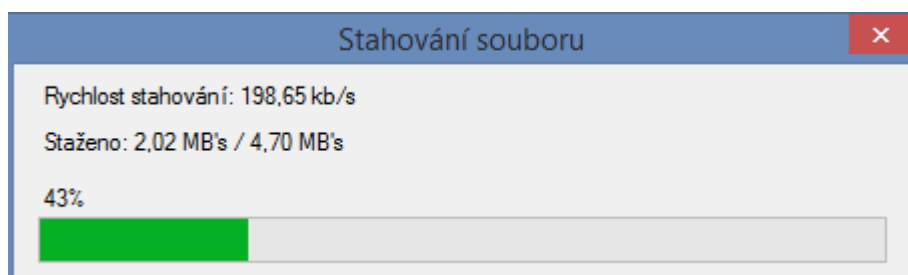 Stahování souboru
Rychlost stahování: 198,65 kb/s
Staženo: 2,02 MB's / 4,70 MB's
43%